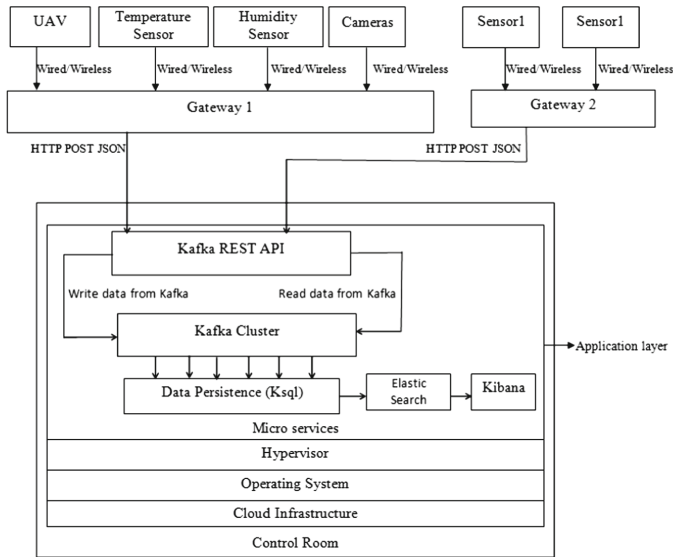 UAV
Temperature
Sensor
Humidity
Sensor
Cameras
Sensor1
Sensor1
Wired/Wireless
Wired/Wireless
Wired/Wireless
Wired/Wireless
Wired/Wireless
Wired/Wireless
Gateway 1
Gateway 2
HTTP POST JSON
HTTP POST JSON
Kafka REST API
Write data from Kafka
Read data from Kafka
Kafka Cluster
Application layer
Data Persistence (Ksql)
Elastic
Search
Kibana
Micro services
Hypervisor
Operating System
Cloud Infrastructure
Control Room